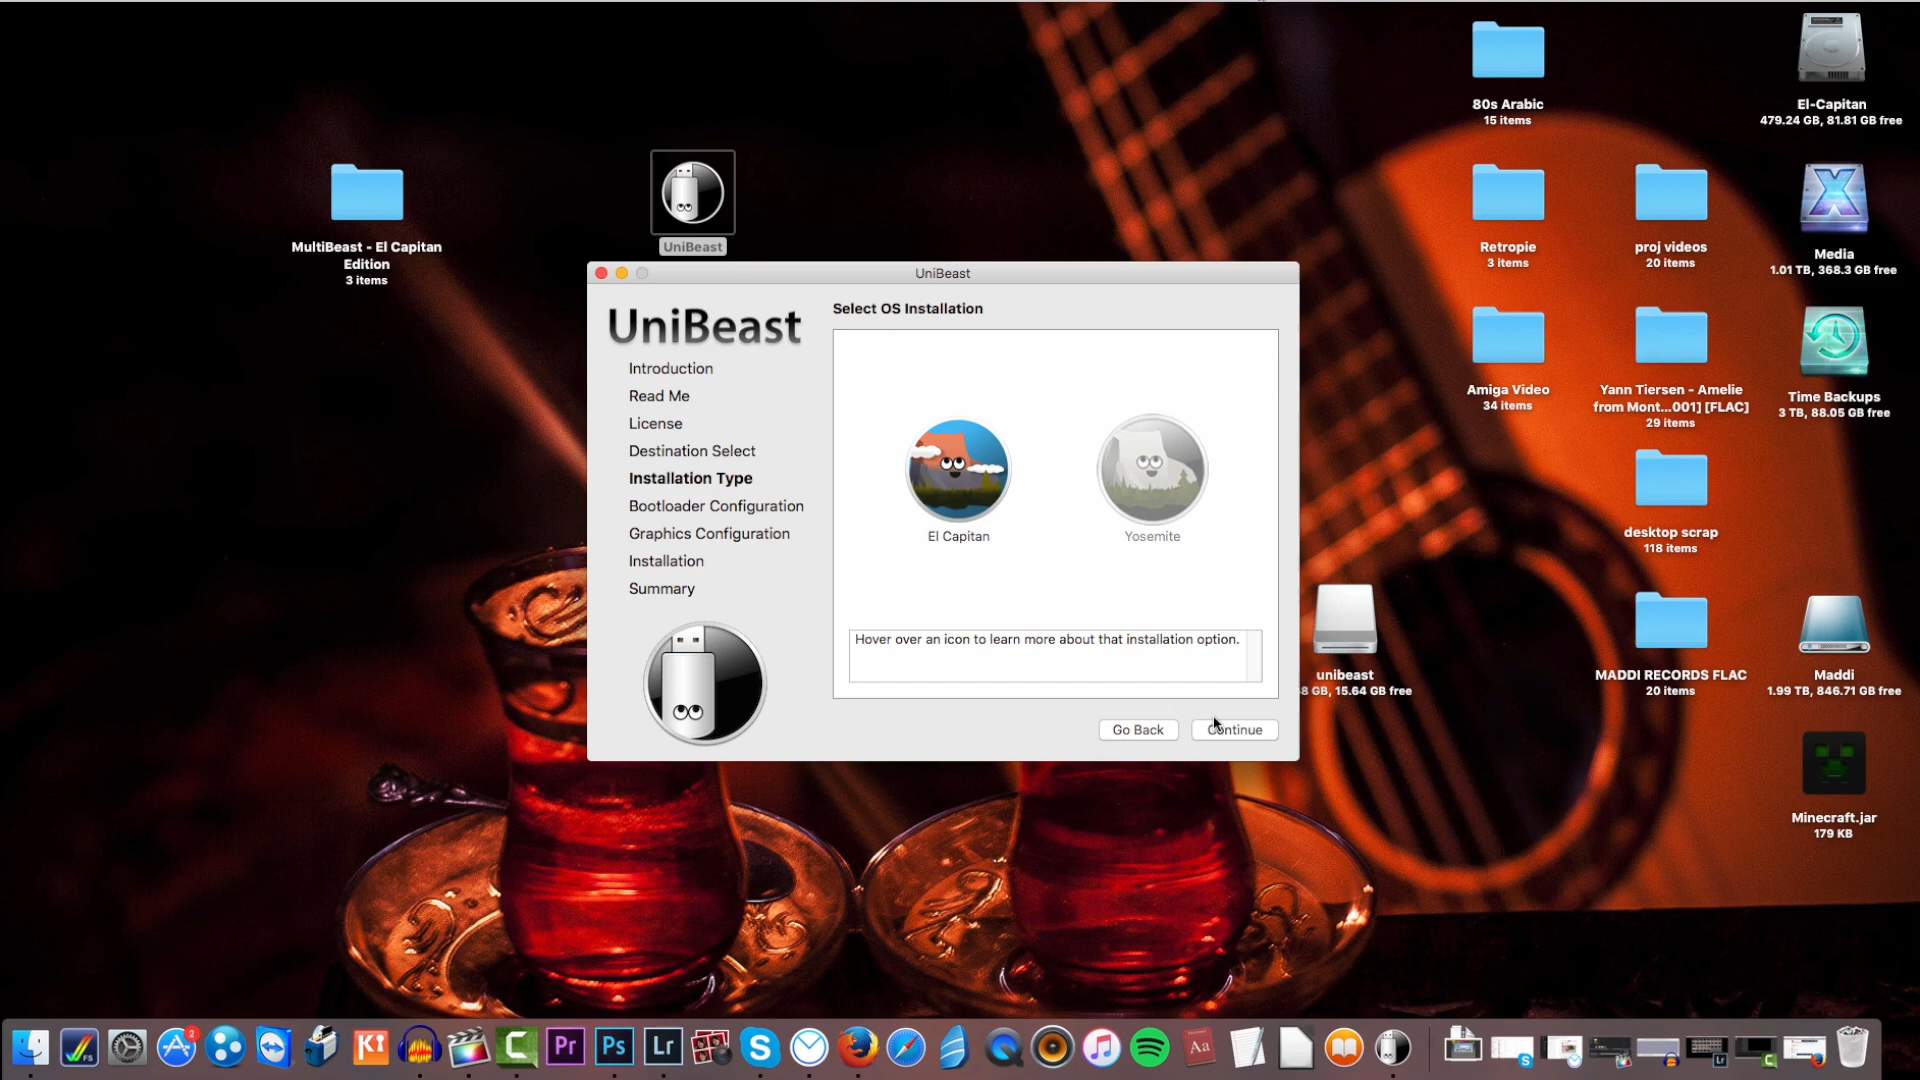 80s Arabic
15 items
El-Capitan
479.24 GB, 81.81 GB free
MultiBeast - El Capitan
Edition
3 items
UniBeast
Retropie
3 items
proj videos
20 items
Media
1.01 TB, 368.3 GB free
UniBeast
UniBeast
Introduction
Read Me
License
Destination Select
Installation Type
Bootloader Configuration
Graphics Configuration
Installation
Summary
Select OS Installation
El Capitan
Yosemite
Hover over an icon to learn more about that installation option.
Go Back
Continue
Amiga Video
34 items
Yann Tiersen - Amelie
from Mont...001] [FLAC]
29 items
Time Backups
3 TB, 88.05 GB free
desktop scrap
118 items
unibeast
8 GB, 15.64 GB free
MADDI RECORDS FLAC
20 items
Maddi
1.99 TB, 846.71 GB free
Minecraft.jar
179 KB
FS
2
Ki
C
Pr
Ps
Lr
S
Aa
S
Lr
C